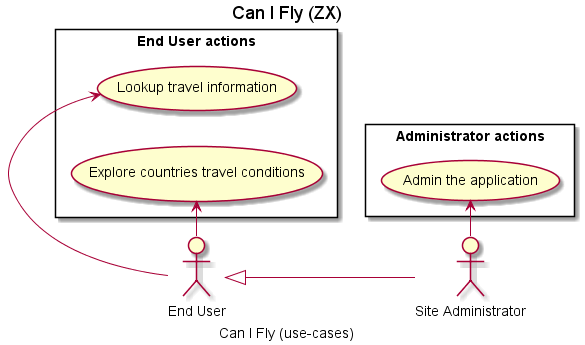 Can I Fly (ZX)
End User actions
Lookup travel information
Explore countries travel conditions
Administrator actions
Admin the application
End User
Site Administrator
Can I Fly (use-cases)